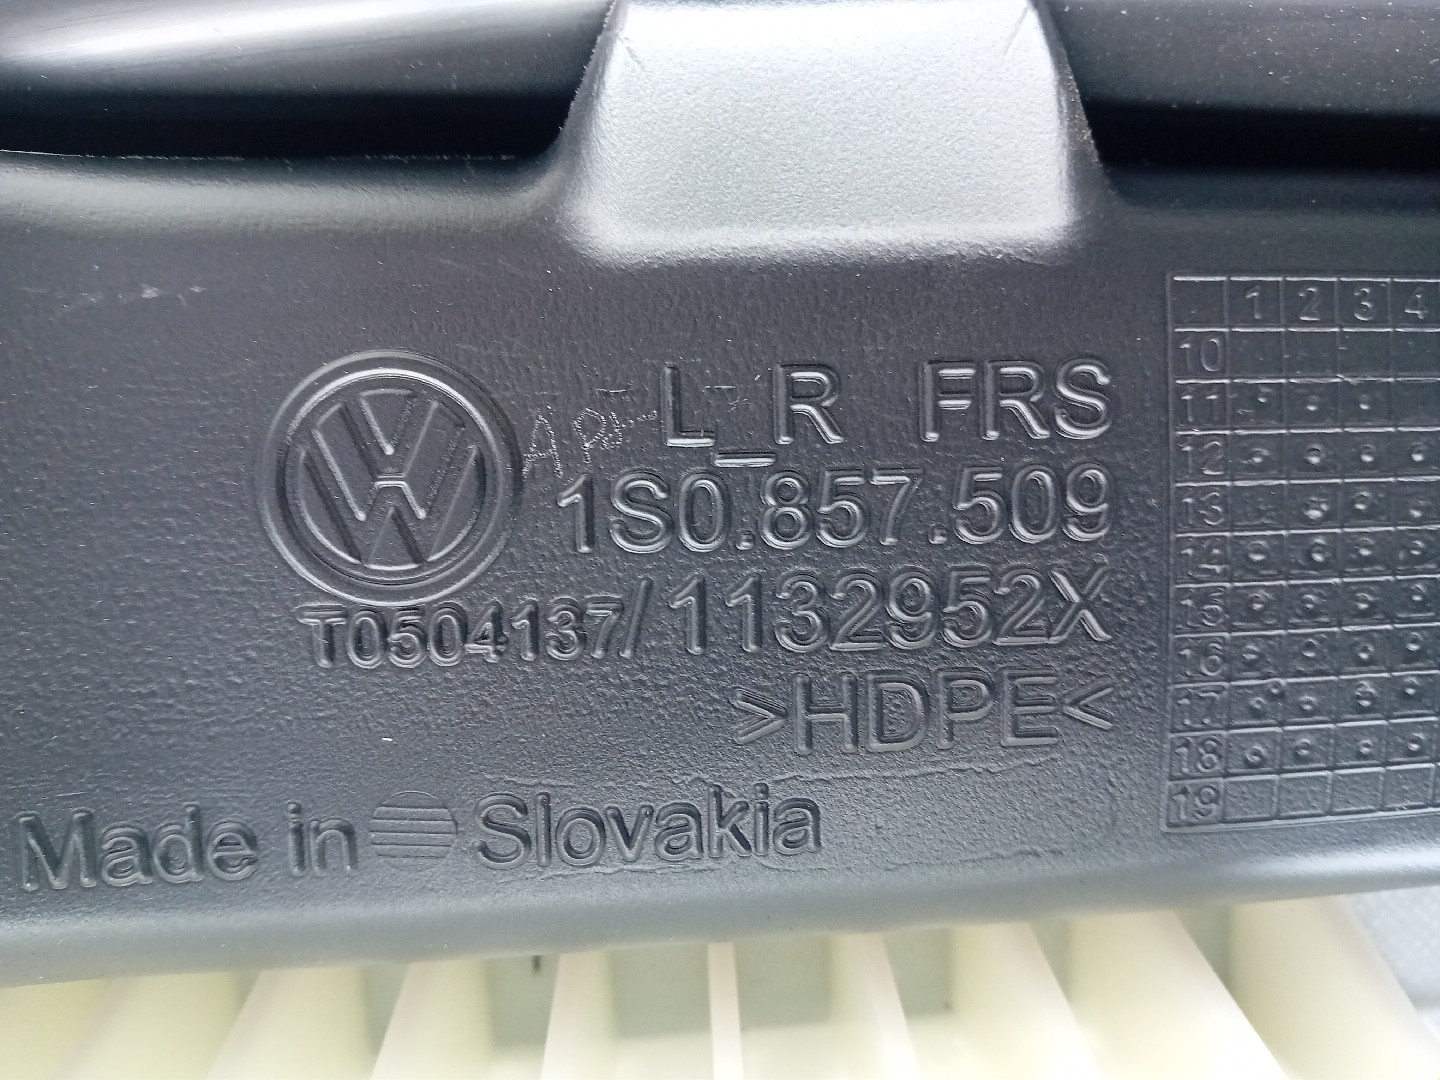 L_R FRS
1S0.857.509
T0504137/1132952X
>HDPE<
Made in Slovakia
1 2 3 4
10
11
12
13
14
15
16
17
18
19